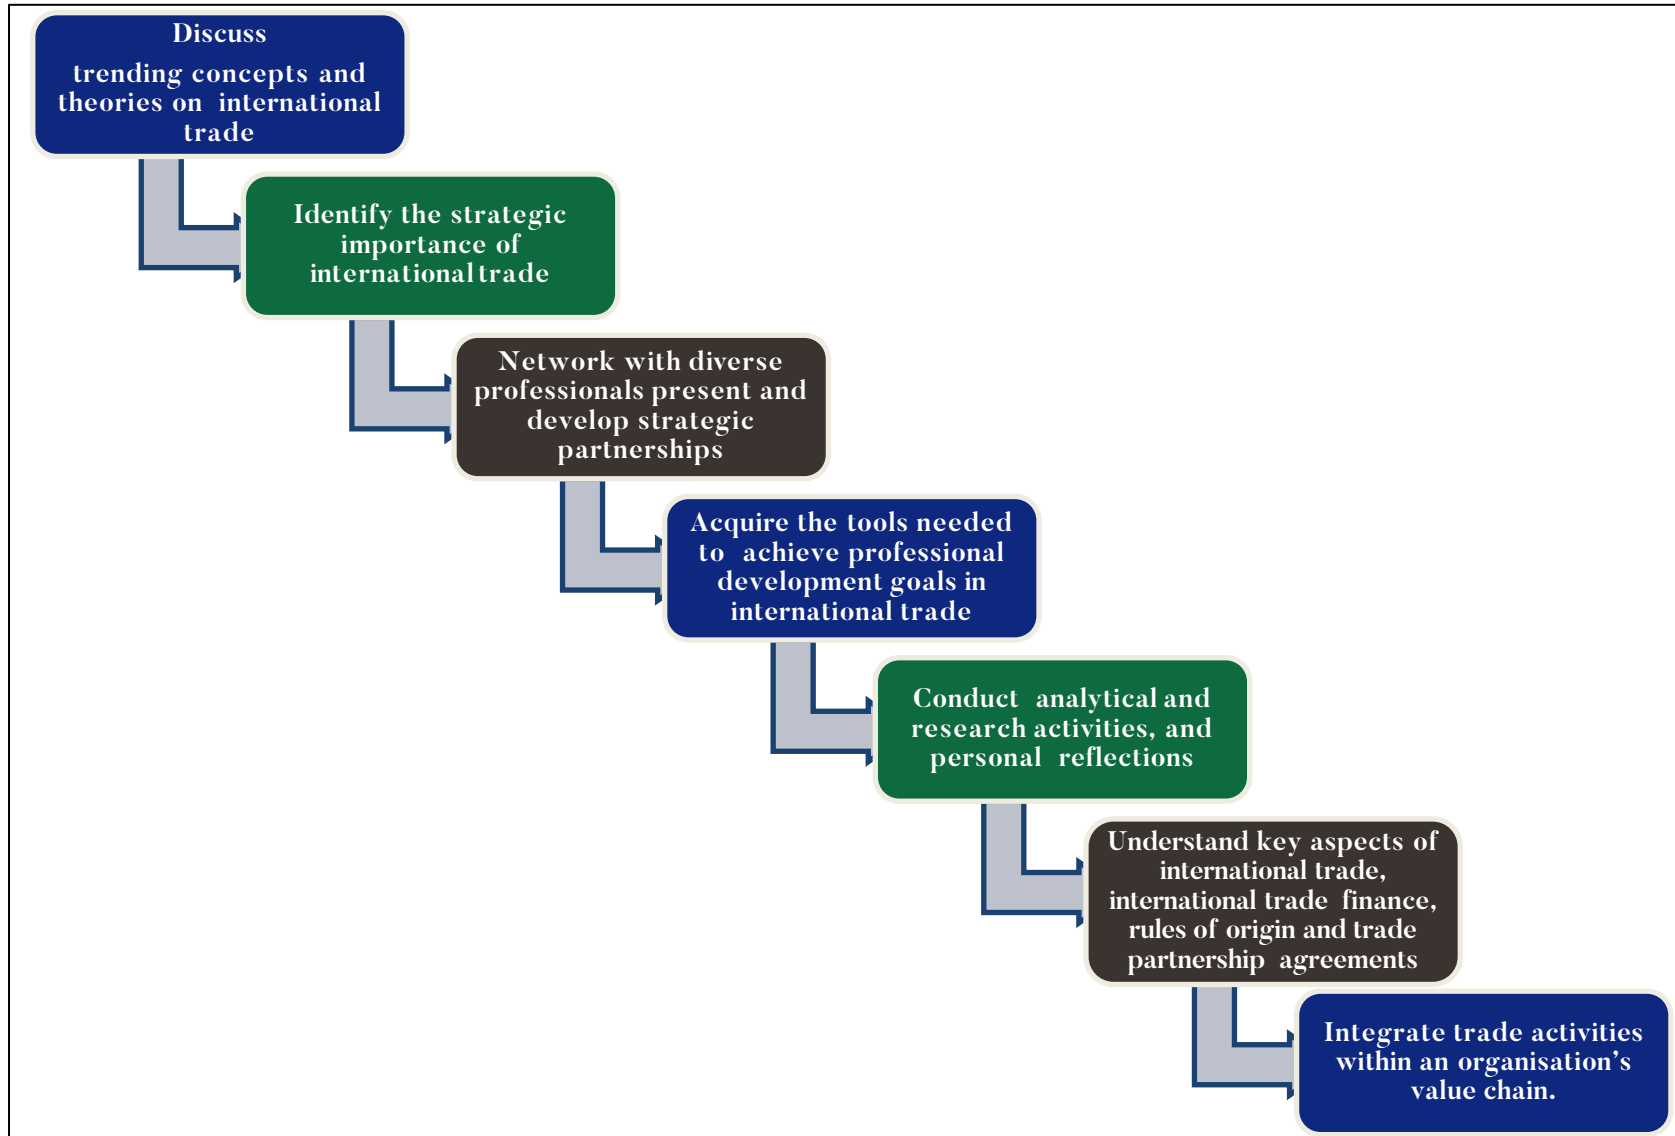 Discuss
trending concepts and
theories on international
trade
Identify the strategic
importance of
international trade
Network with diverse
professionals present and
develop strategic
partnerships
Acquire the tools needed
to achieve professional
development goals in
international trade
Conduct analytical and
research activities, and
personal reflections
Understand key aspects of
international trade,
international trade finance,
rules of origin and trade
partnership agreements
Integrate trade activities
within an organisation’s
value chain.